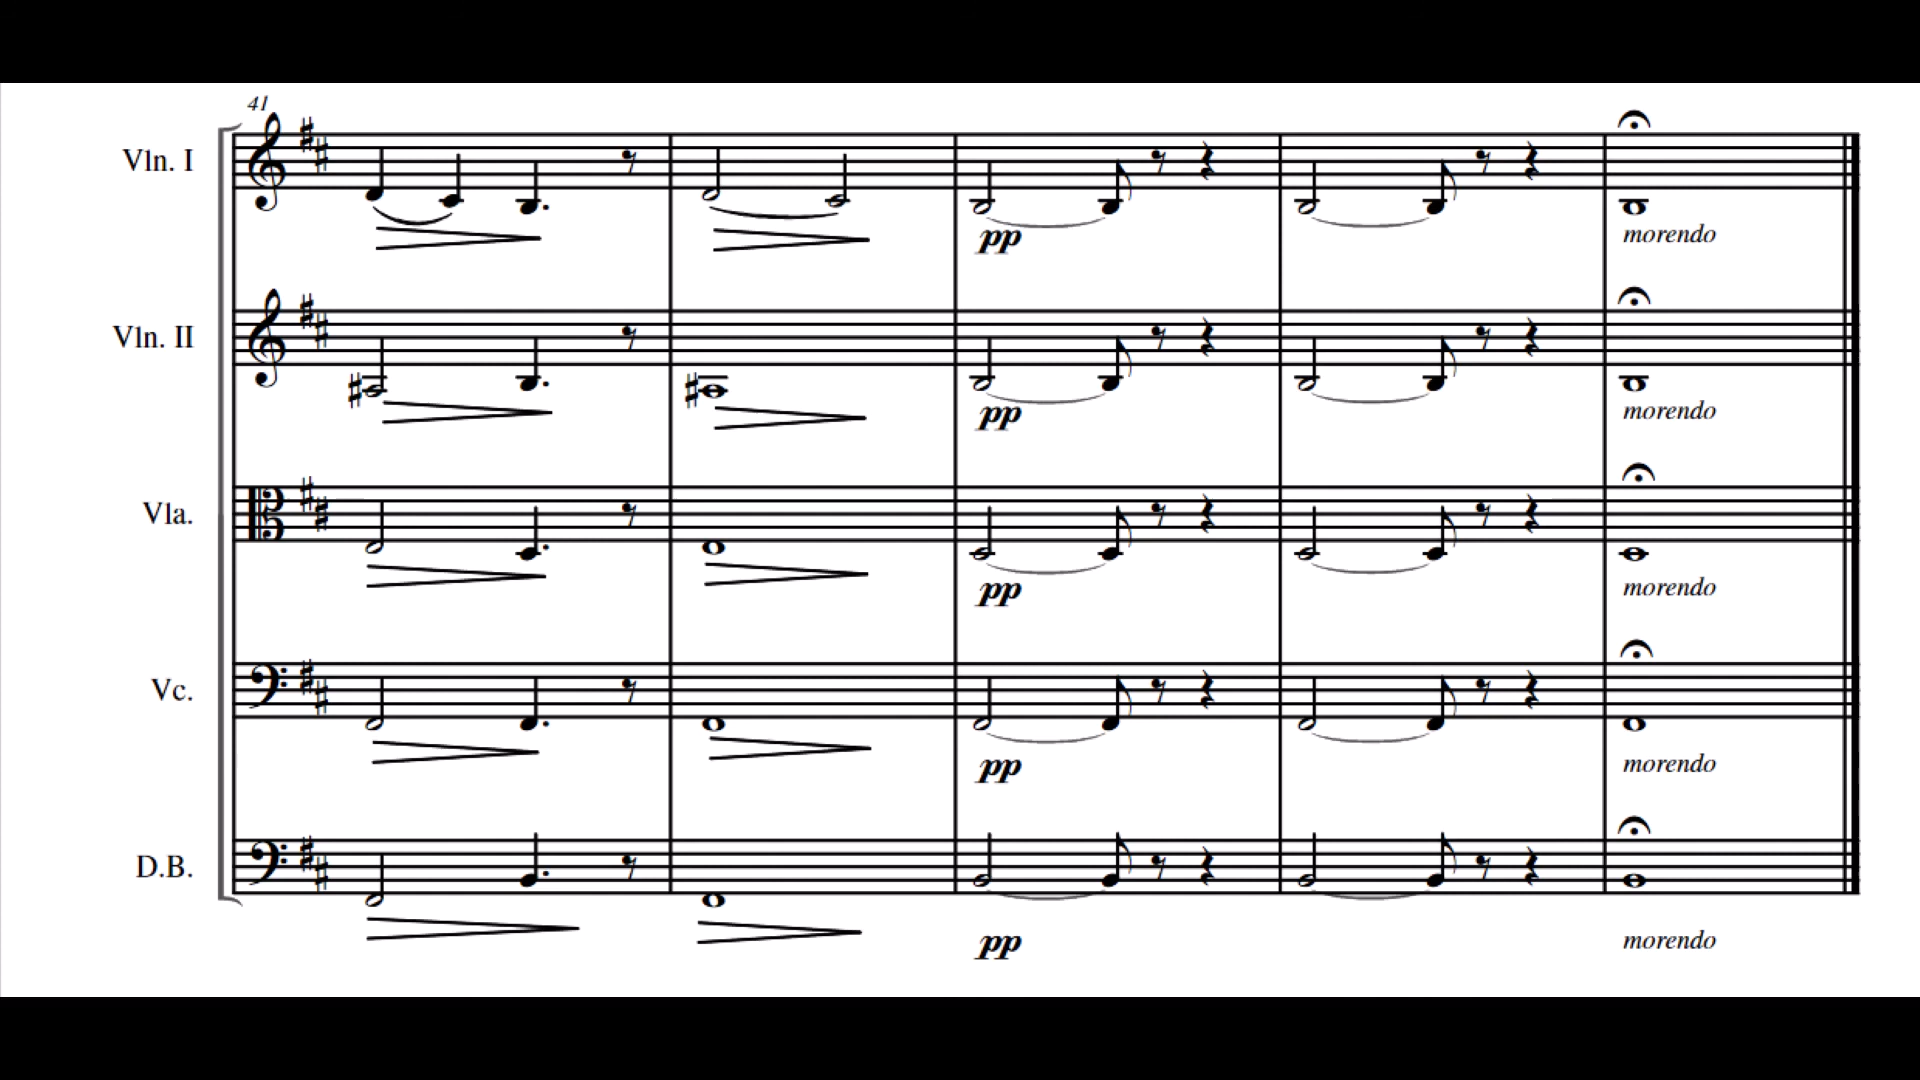 41
Vln. I
pp
morendo
Vln. II
pp
morendo
Vla.
pp
morendo
Vc.
pp
morendo
D.B.
pp
morendo